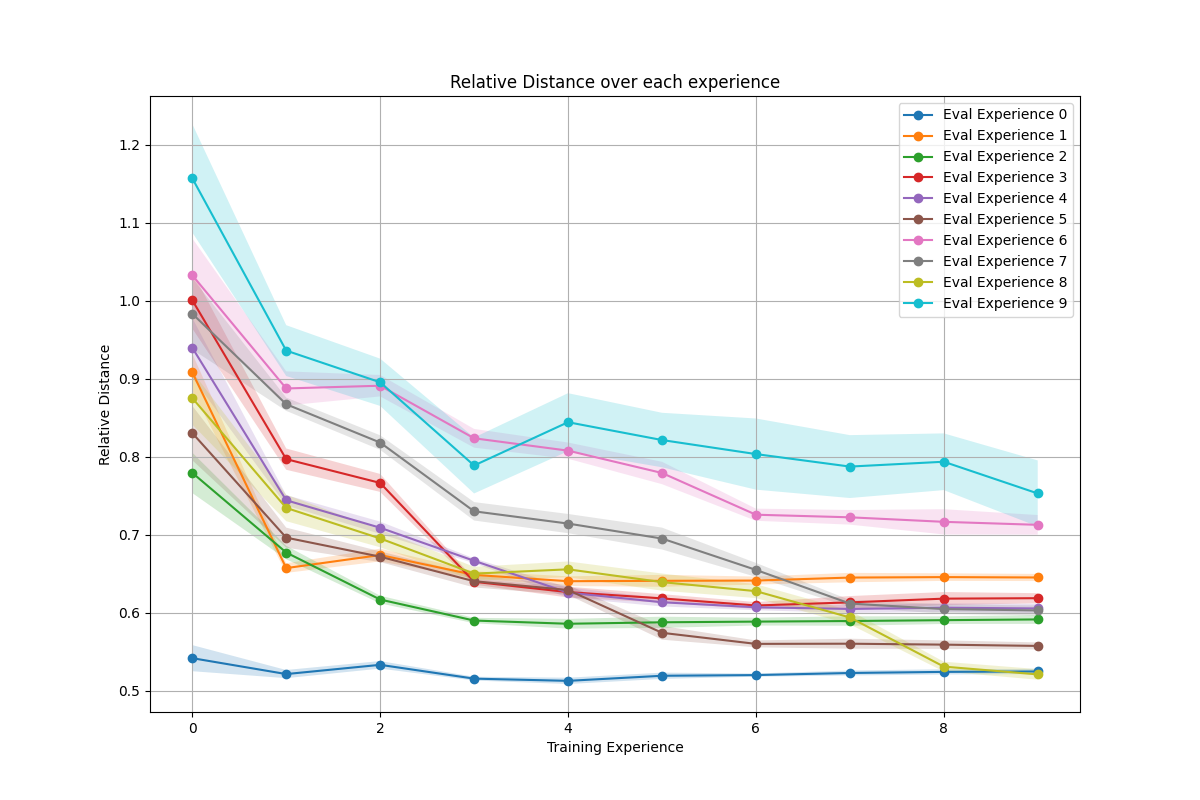 Relative Distance over each experience
Eval Experience 0
Eval Experience 1
Eval Experience 2
Eval Experience 3
Eval Experience 4
Eval Experience 5
Eval Experience 6
Eval Experience 7
Eval Experience 8
Eval Experience 9
Relative Distance
1.2
1.1
1.0
0.9
0.8
0.7
0.6
0.5
0 2 4 6 8
Training Experience